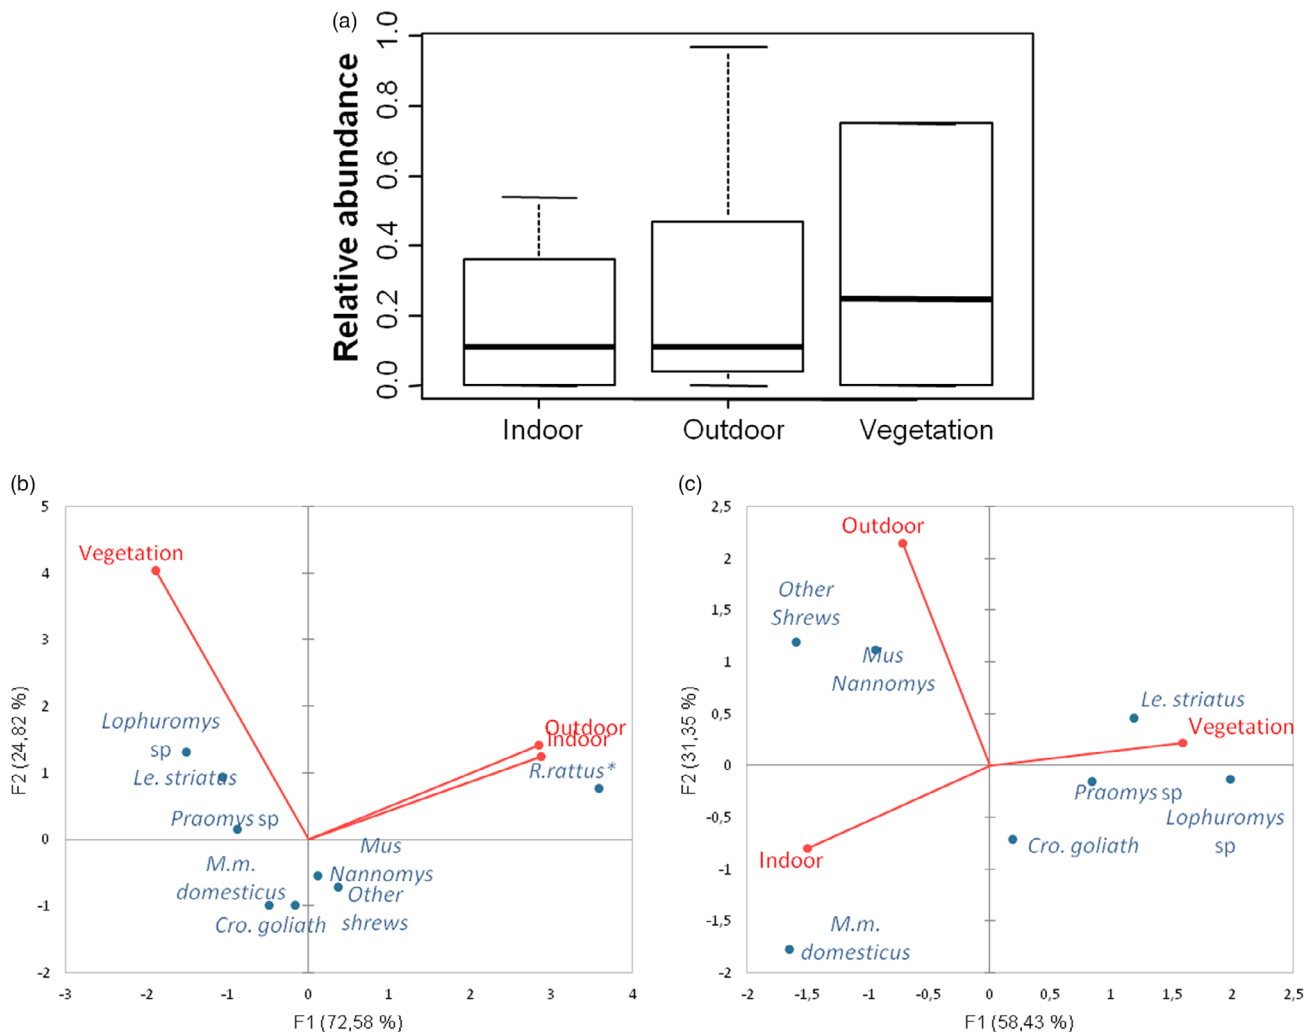 (a)
Relative abundance
1.0
0.8
0.6
0.4
0.2
0.0
Indoor
Outdoor
Vegetation
(b)
5
4
3
2
1
0
-1
-2
F2 (24,82 %)
Vegetation
Outdoor
Indoor
R.rattus*
Lophuromys
sp
Le. striatus
Praomys sp
M.m.
domesticus
Cro. goliath
Mus
Nannomys
Other
shrews
-3
-2
-1
0
1
2
3
4
F1 (72,58 %)
(c)
2,5
2
1,5
1
0,5
0
-0,5
-1
-1,5
-2
F2 (31,35 %)
Outdoor
Other
Shrews
Mus
Nannomys
Le. striatus
Vegetation
Praomys sp
Lophuromys
sp
Cro. goliath
Indoor
M.m.
domesticus
-2
-1,5
-1
-0,5
0
0,5
1
1,5
2
2,5
F1 (58,43 %)